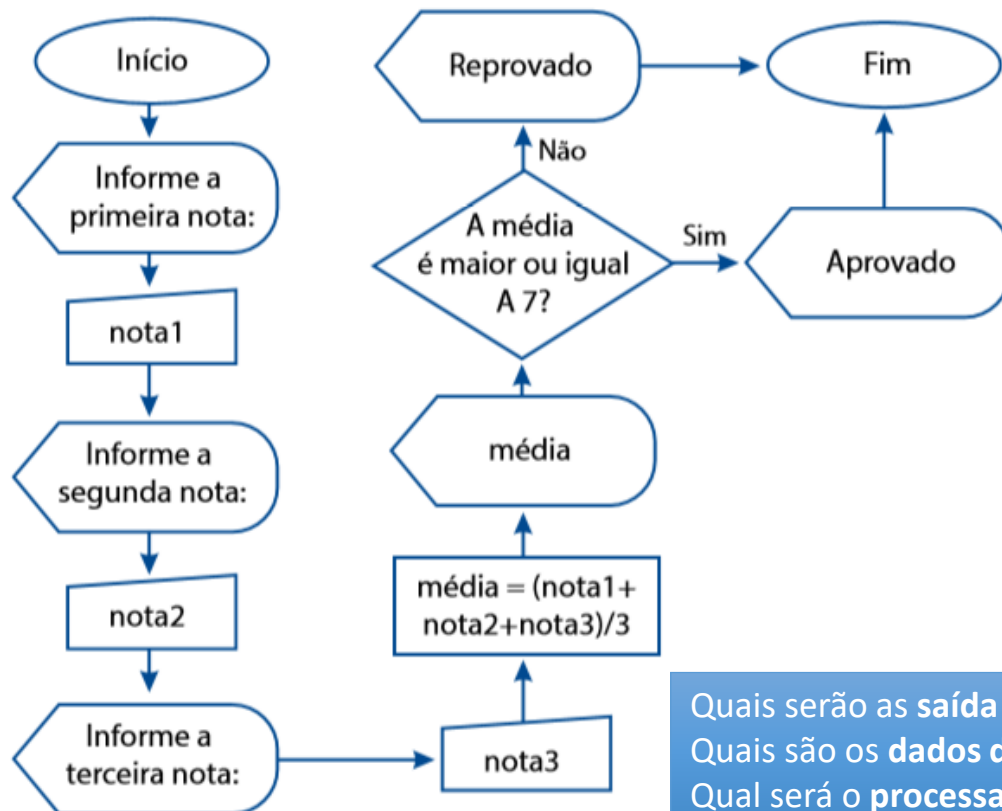 Início
Informe a
primeira nota:
nota1
Informe a
segunda nota:
nota2
Informe a
terceira nota:
nota3
média = (nota1+
nota2+nota3)/3
média
A média
é maior ou igual
A 7?
Não
Reprovado
Sim
Aprovado
Fim
Quais serão as saída
Quais são os dados
Qual será o